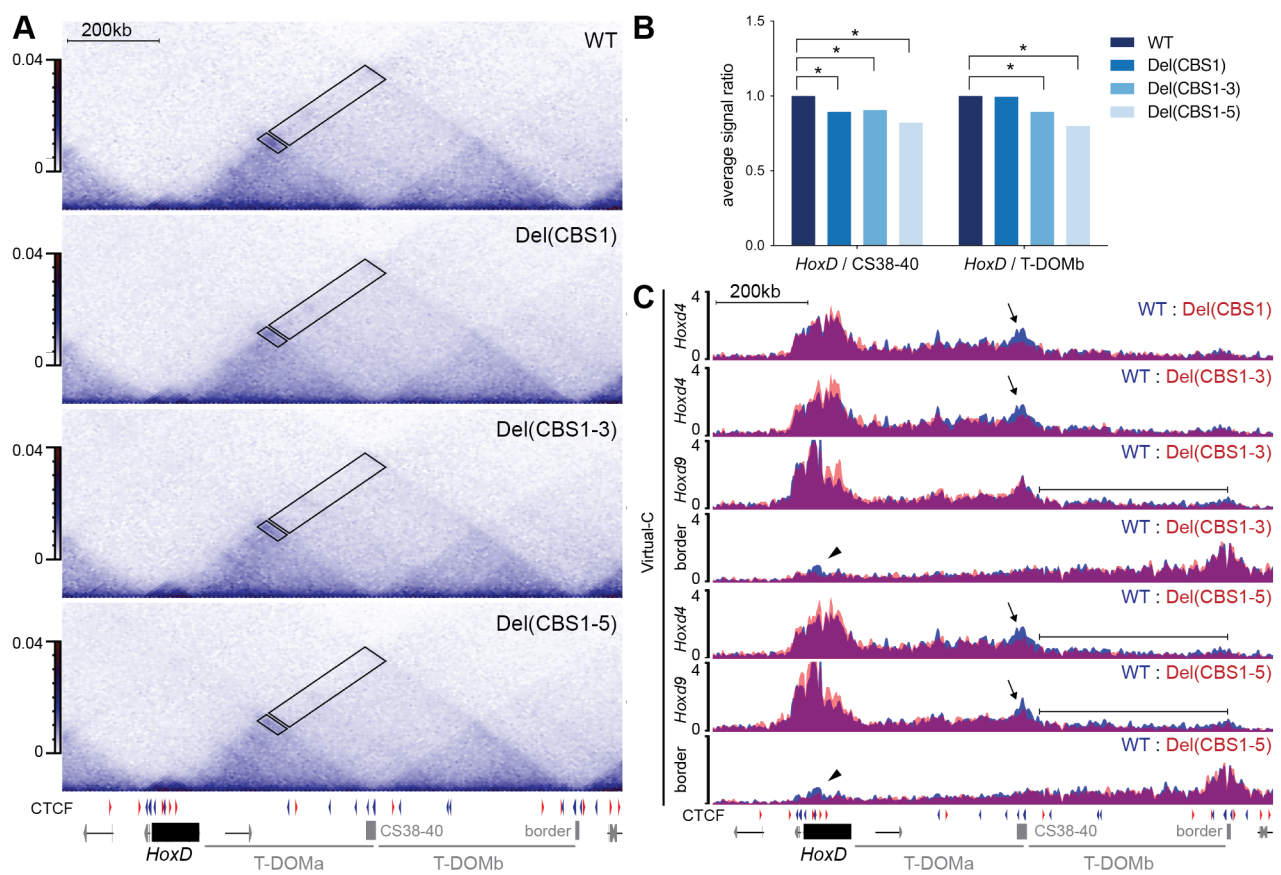 A
200kb
WT
0.04
0
Del(CBS1)
0.04
0
Del(CBS1-3)
0.04
0
Del(CBS1-5)
0.04
0
CTCF
HoxD
CS38-40
border
T-DOMa
T-DOMb
B
average signal ratio
1.5
1.0
0.5
0.0
*
*
*
*
*
HoxD / CS38-40
HoxD / T-DOMb
WT
Del(CBS1)
Del(CBS1-3)
Del(CBS1-5)
C
200kb
Virtual-C
Hoxd4
4
0
WT : Del(CBS1)
Hoxd4
4
0
WT : Del(CBS1-3)
Hoxd9
4
0
WT : Del(CBS1-3)
border
4
0
WT : Del(CBS1-3)
Hoxd4
4
0
WT : Del(CBS1-5)
Hoxd9
4
0
WT : Del(CBS1-5)
border
4
0
WT : Del(CBS1-5)
CTCF
HoxD
CS38-40
border
T-DOMa
T-DOMb